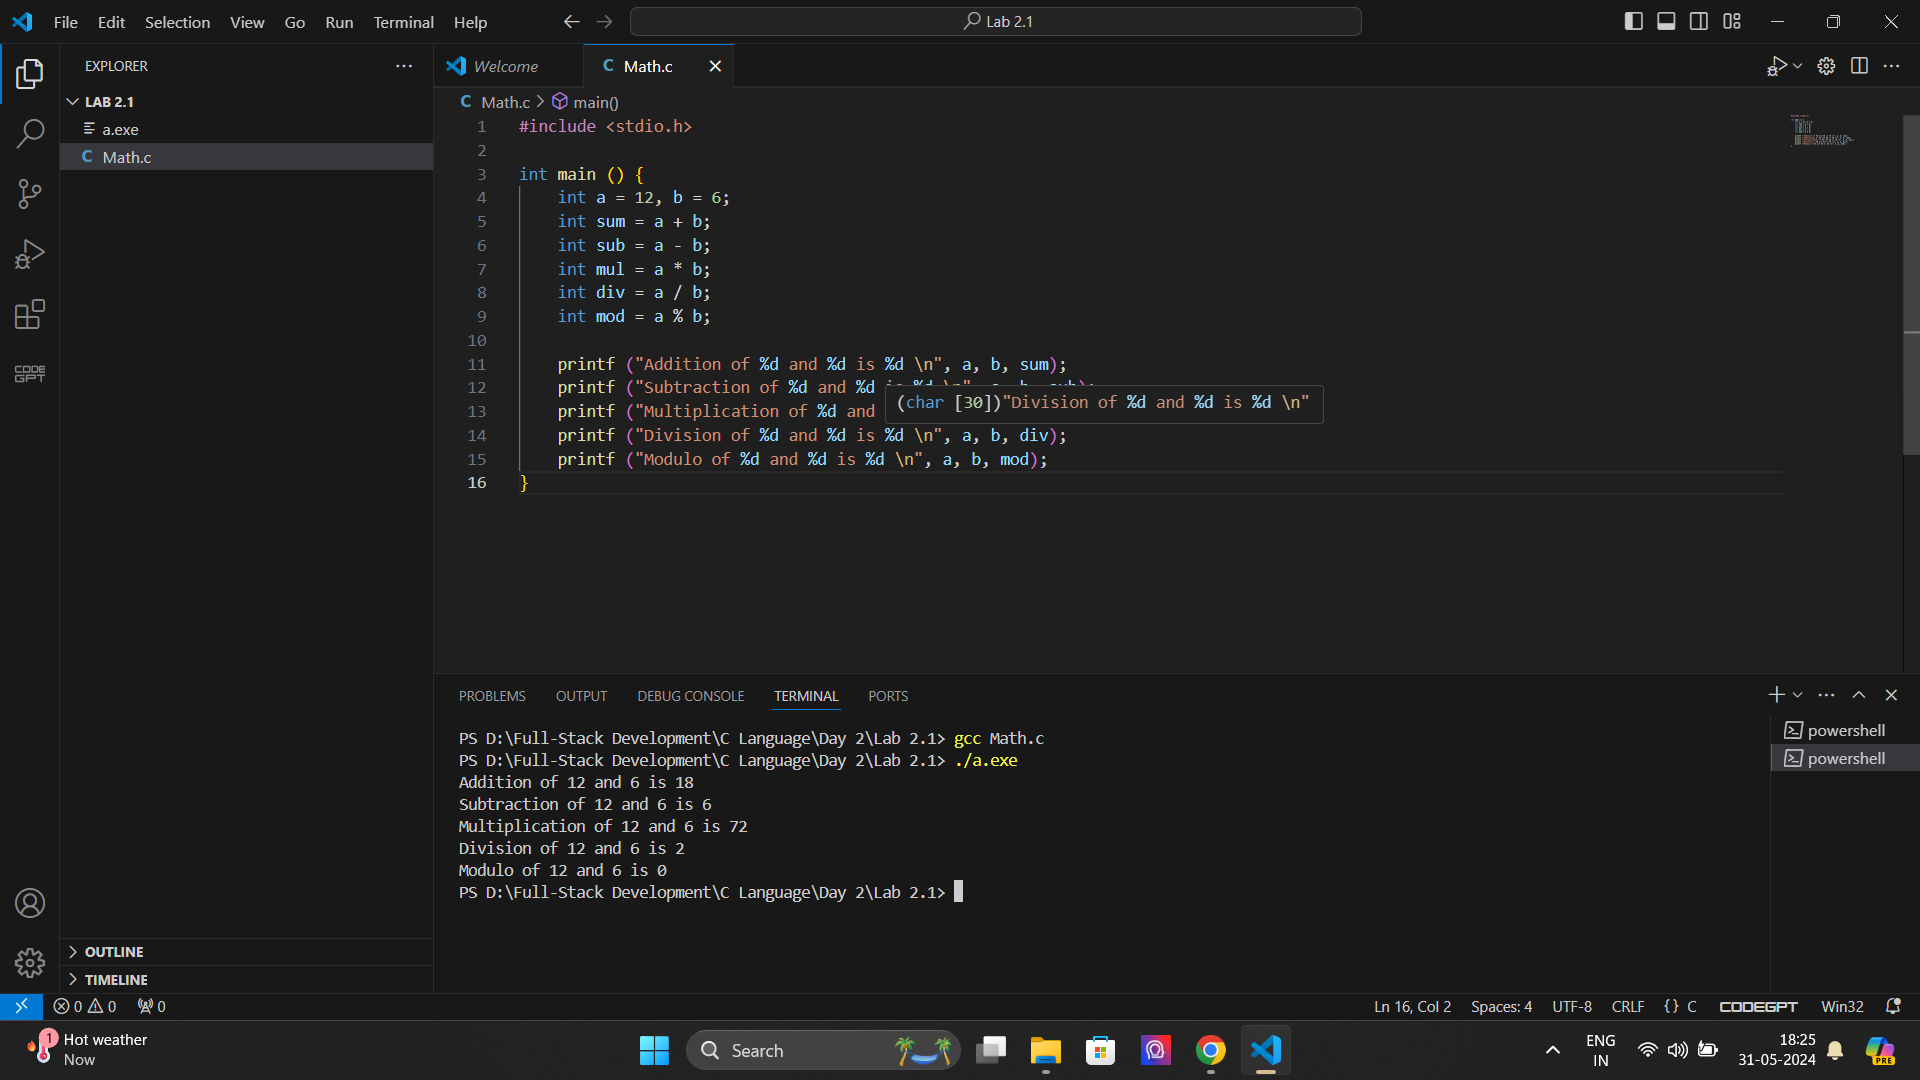 File Edit Selection View Go Run Terminal Help
Lab 2.1
EXPLORER
LAB 2.1
a.exe
C Math.c
Welcome
C Math.c
C Math.c > main()
1 #include <stdio.h>
2
3 int main () {
4 int a = 12, b = 6;
5 int sum = a + b;
6 int sub = a - b;
7 int mul = a * b;
8 int div = a / b;
9 int mod = a % b;
10
11 printf ("Addition of %d and %d is %d \n", a, b, sum);
12 printf ("Subtraction of %d and %d is %d \n", a, b, sub);
(char [30])"Division of %d and %d is %d \n"
13 printf ("Multiplication of %d and
14 printf ("Division of %d and %d is %d \n", a, b, div);
15 printf ("Modulo of %d and %d is %d \n", a, b, mod);
16 }
PROBLEMS OUTPUT DEBUG CONSOLE TERMINAL PORTS
PS D:\Full-Stack Development\C Language\Day 2\Lab 2.1> gcc Math.c
PS D:\Full-Stack Development\C Language\Day 2\Lab 2.1> ./a.exe
Addition of 12 and 6 is 18
Subtraction of 12 and 6 is 6
Multiplication of 12 and 6 is 72
Division of 12 and 6 is 2
Modulo of 12 and 6 is 0
PS D:\Full-Stack Development\C Language\Day 2\Lab 2.1>
powershell
powershell
OUTLINE
TIMELINE
0 0 0
Ln 16, Col 2 Spaces: 4 UTF-8 CRLF {} C CODEGPT Win32
CODE
GPT
1
Hot weather
Now
Search
PRE
ENG
IN
18:25
31-05-2024